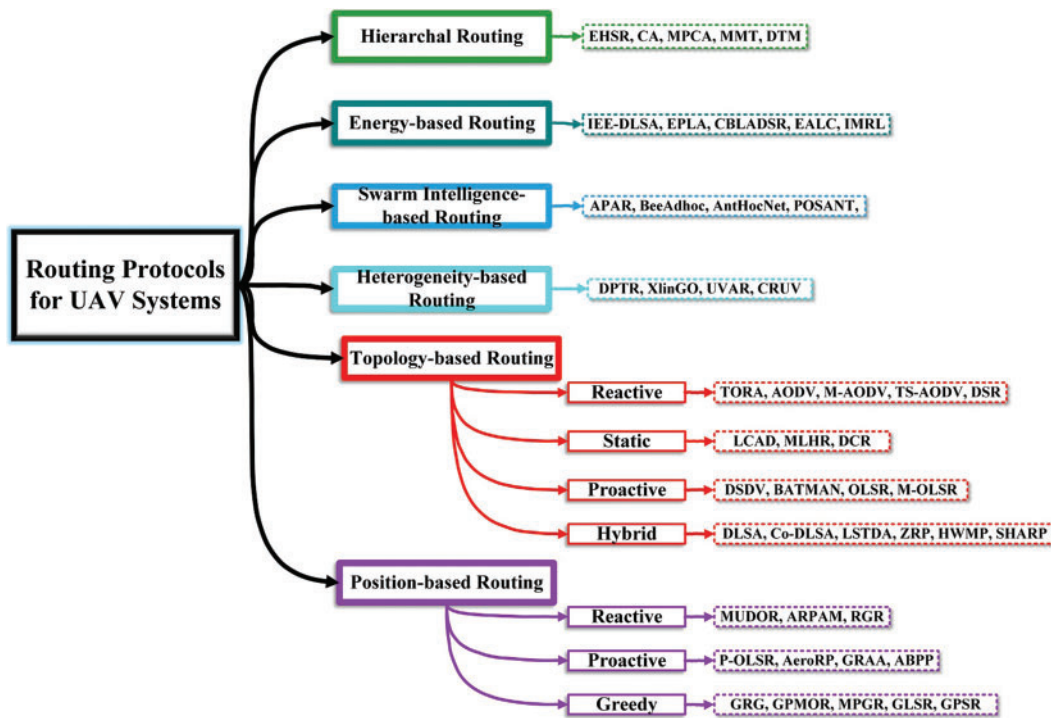 Hierarchal Routing
EHSR, CA, MPCA, MMT, DTM
Energy-based Routing
IEE-DLSA, EPLA, CBLADSR, EALC, IMRL
Swarm Intelligence-
based Routing
APAR, BeeAdhoc, AntHocNet, POSANT,
Routing Protocols
for UAV Systems
Heterogeneity-based
Routing
DPTR, XlinGO, UVAR, CRUV
Topology-based Routing
Reactive
TORA, AODV, M-AODV, TS-AODV, DSR
Static
LCAD, MLHR, DCR
Proactive
DSDV, BATMAN, OLSR, M-OLSR
Hybrid
DLSA, Co-DLSA, LSTDA, ZRP, HWMP, SHARP
Position-based Routing
Reactive
MUDOR, ARPAM, RGR
Proactive
P-OLSR, AeroRP, GRAA, ABPP
Greedy
GRG, GPMOR, MPGR, GLSR, GPSR